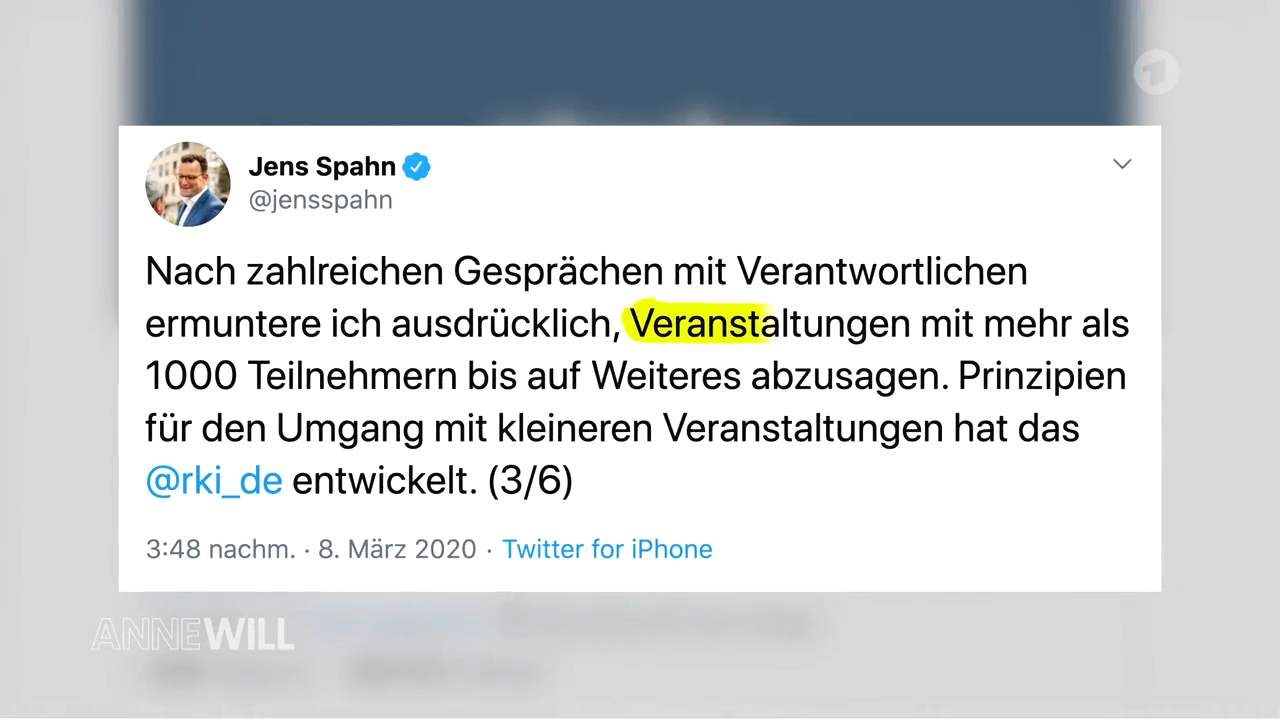 1
Jens Spahn
@jensspahn
Nach zahlreichen Gesprächen mit Verantwortlichen
ermuntere ich ausdrücklich, Veranstaltungen mit mehr als
1000 Teilnehmern bis auf Weiteres abzusagen. Prinzipien
für den Umgang mit kleineren Veranstaltungen hat das
@rki_de entwickelt. (3/6)
3:48 nachm. · 8. März 2020 · Twitter for iPhone
ANNEWILL